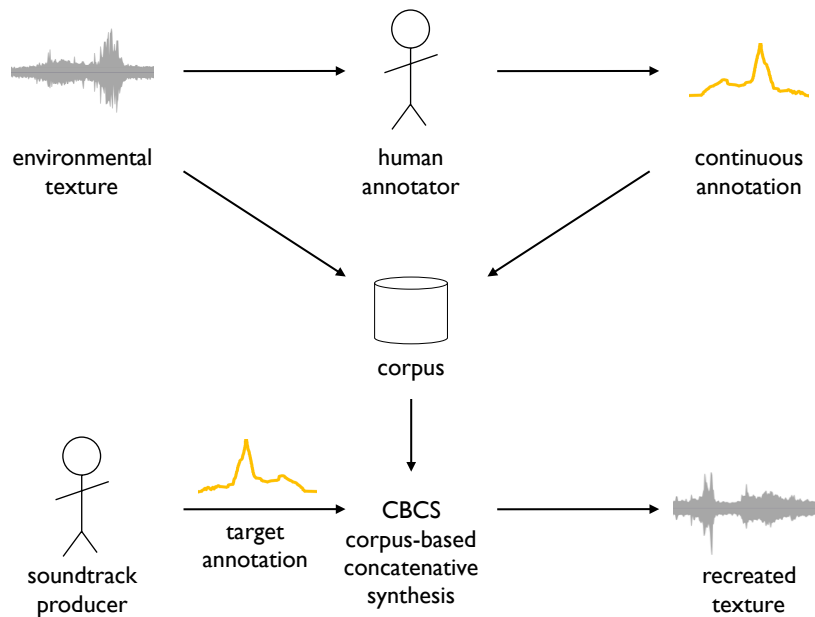 environmental
texture
human
annotator
continuous
annotation
corpus
soundtrack
producer
target
annotation
CBCS
corpus-based
concatenative
synthesis
recreated
texture